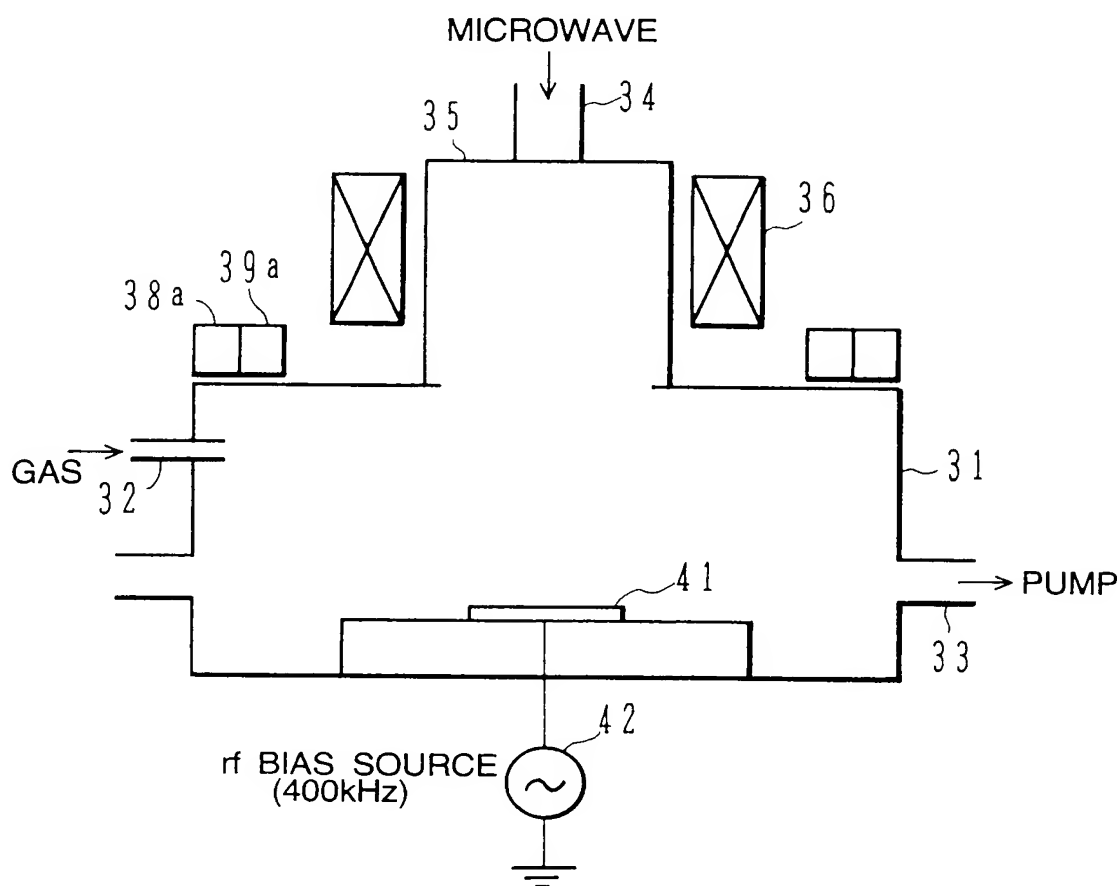 MICROWAVE
34
35
36
39a
38a
GAS
32
31
41
PUMP
33
42
rf BIAS SOURCE
(400kHz)